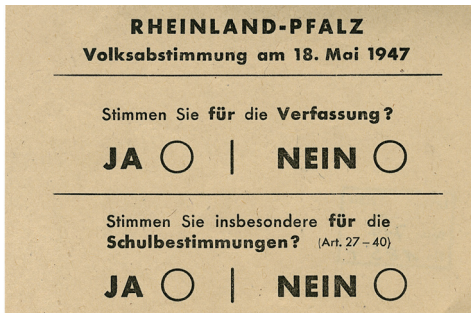 RHEINLAND-PFALZ
Volksabstimmung am 18. Mai 1947
Stimmen Sie für die Verfassung?
JA NEIN
Stimmen Sie insbesondere für die
Schulbestimmungen? (Art. 27–40)
JA NEIN